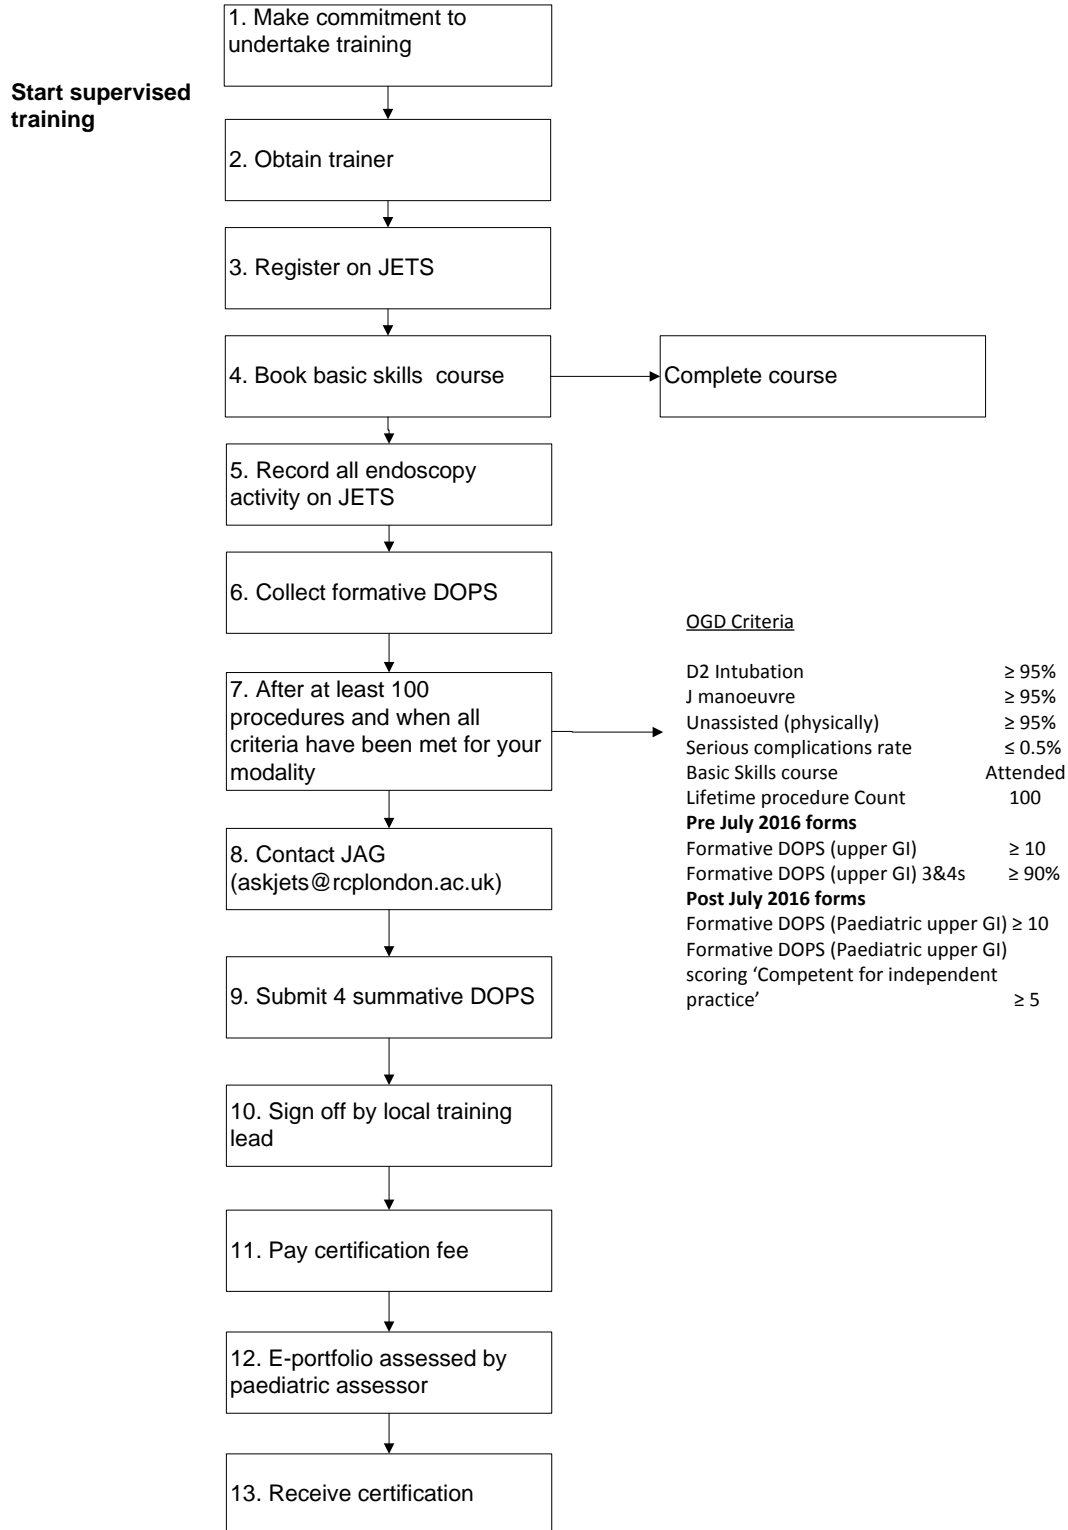 1. Make commitment to
undertake training
Start supervised
training
2. Obtain trainer
3. Register on JETS
4. Book basic skills  course
Complete course
5. Record all endoscopy
activity on JETS
6. Collect formative DOPS
7. After at least 100
procedures and when all
criteria have been met for your
modality
OGD Criteria
D2 Intubation ≥ 95%
J manoeuvre ≥ 95%
Unassisted (physically) ≥ 95%
Serious complications rate ≤ 0.5%
Basic Skills course Attended
Lifetime procedure Count 100
Pre July 2016 forms
Formative DOPS (upper GI) ≥ 10
Formative DOPS (upper GI) 3&4s ≥ 90%
Post July 2016 forms
Formative DOPS (Paediatric upper GI) ≥ 10
Formative DOPS (Paediatric upper GI)
scoring ‘Competent for independent
practice’ ≥ 5
8. Contact JAG
(askjets@rcplondon.ac.uk)
9. Submit 4 summative DOPS
10. Sign off by local training
lead
11. Pay certification fee
12. E-portfolio assessed by
paediatric assessor
13. Receive certification